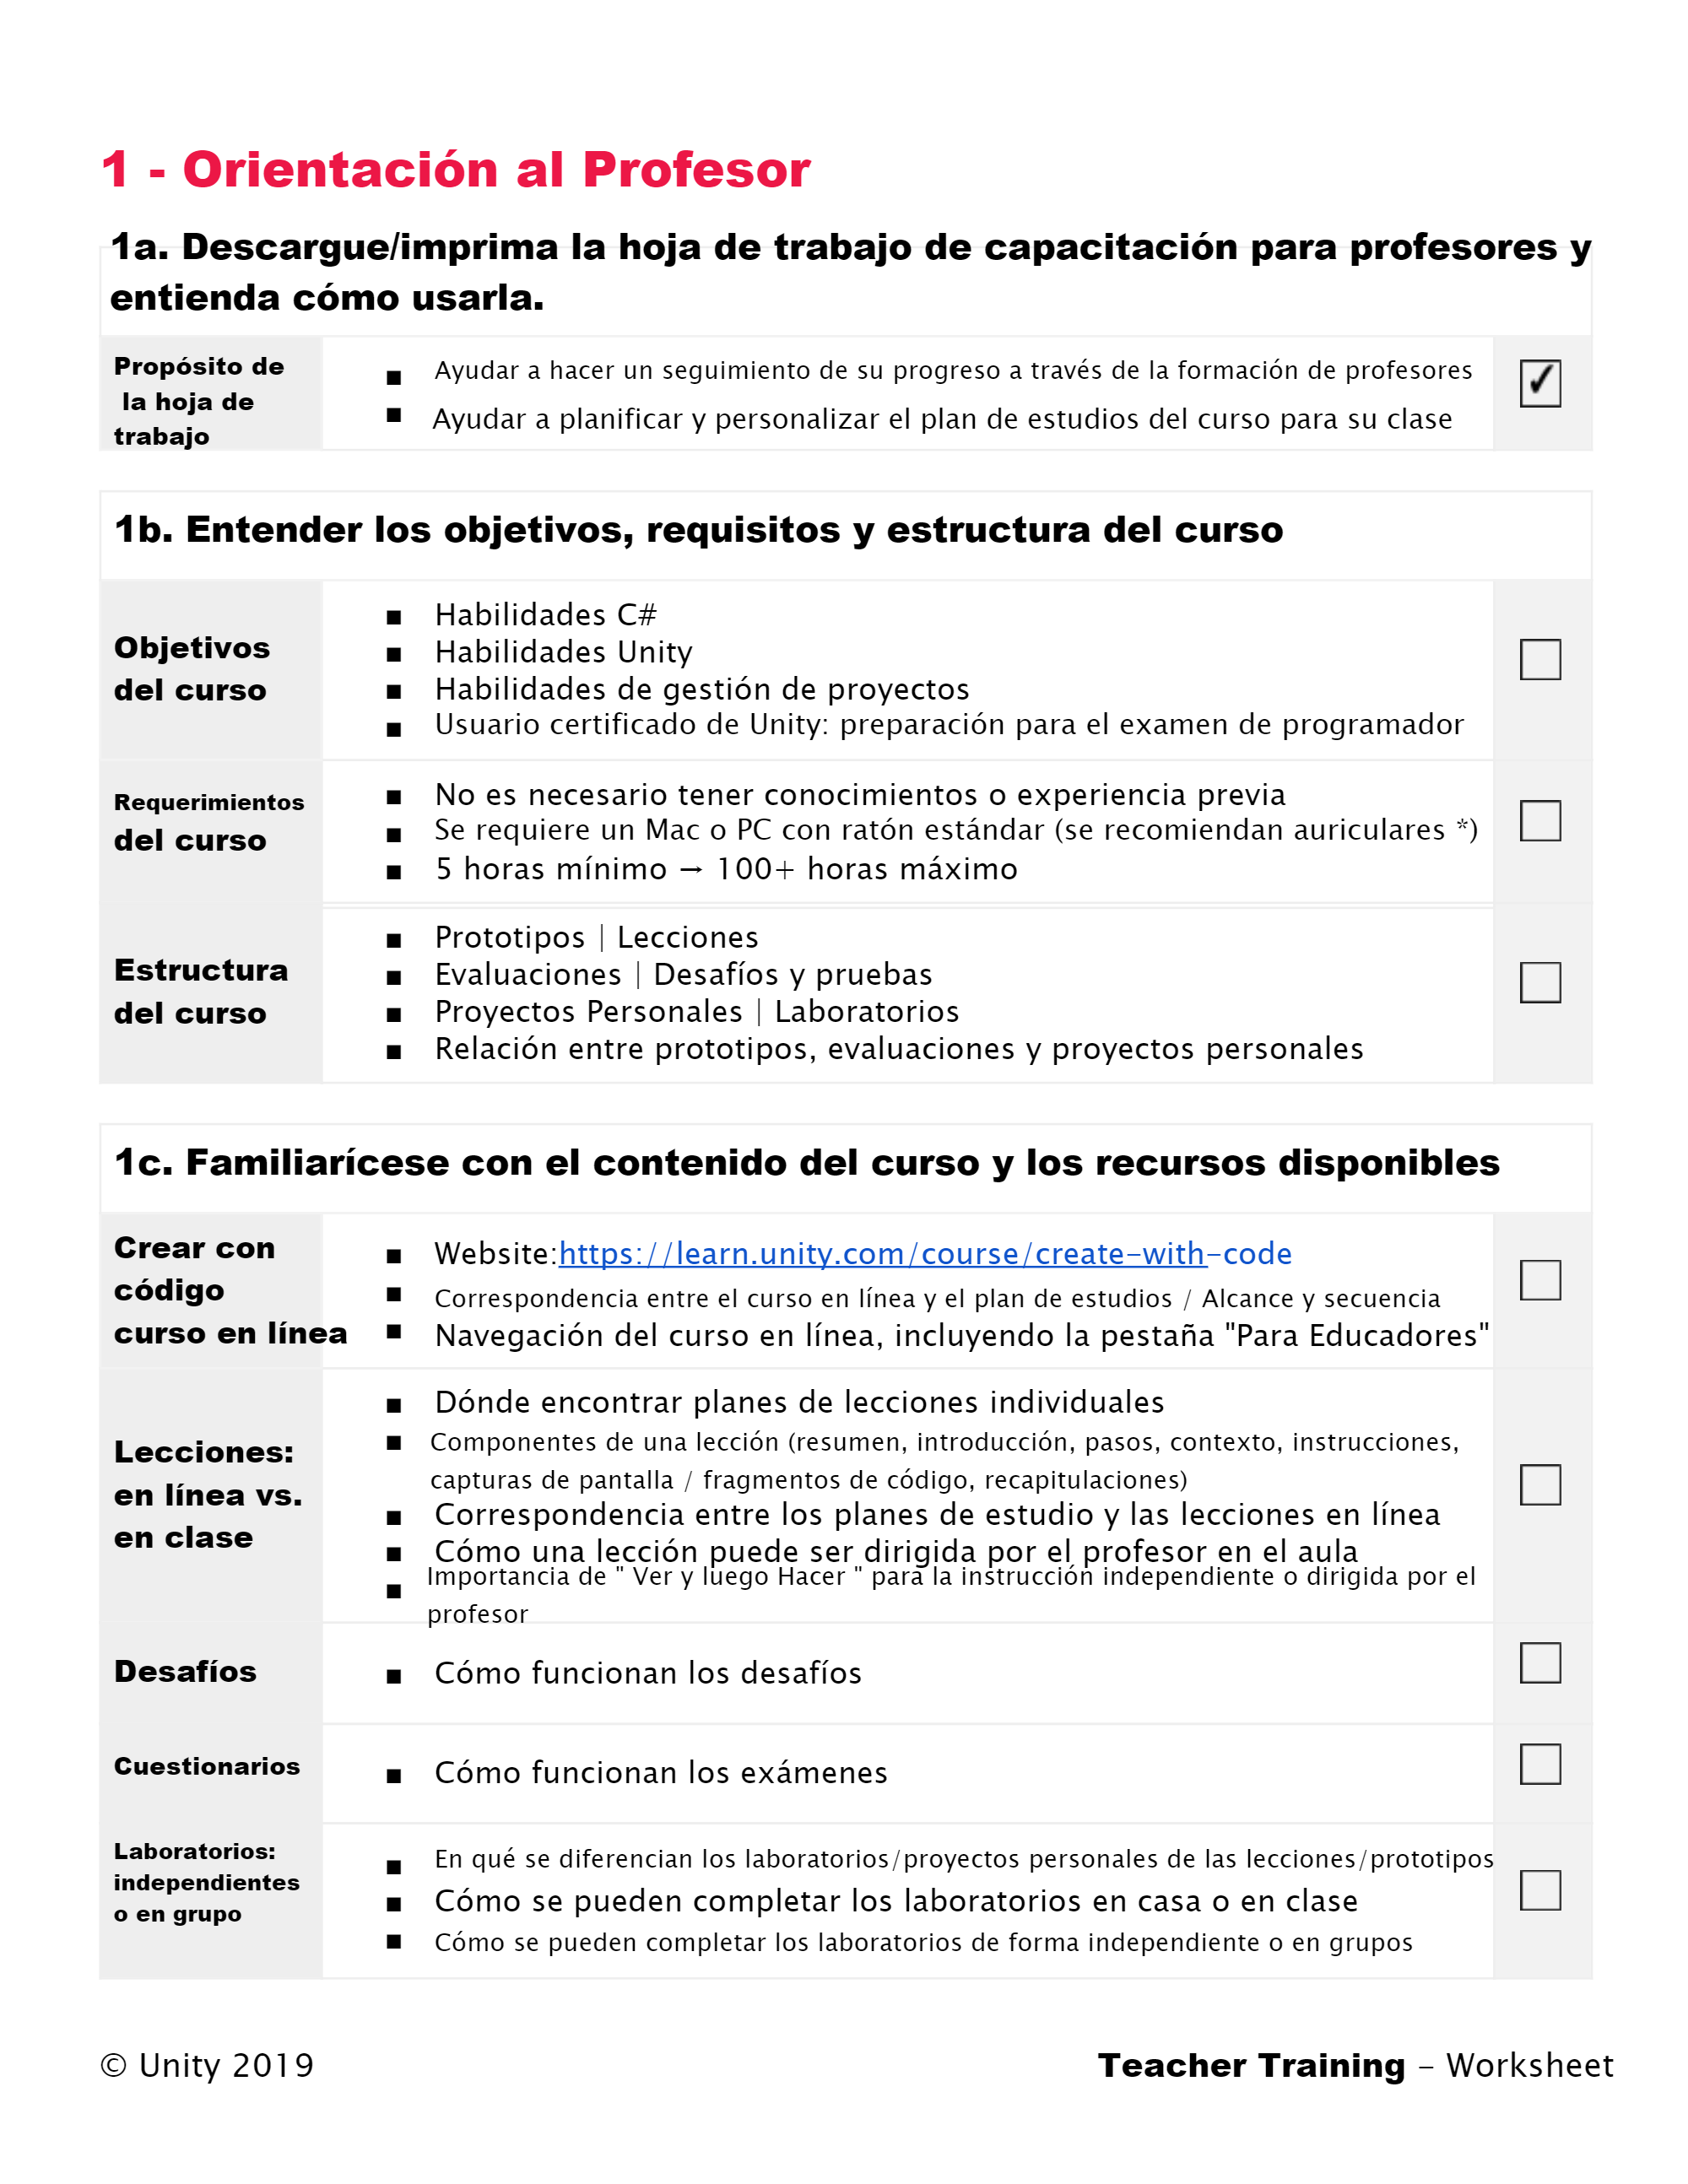 1 - Orientación al Profesor
1a. Descargue/imprima la hoja de trabajo de capacitación para profesores y
entienda cómo usarla.
Propósito de
la hoja de
trabajo
■ Ayudar a hacer un seguimiento de su progreso a través de la formación de profesores
■ Ayudar a planificar y personalizar el plan de estudios del curso para su clase
✓
1b. Entender los objetivos, requisitos y estructura del curso
Objetivos
del curso
■ Habilidades C#
■ Habilidades Unity
■ Habilidades de gestión de proyectos
■ Usuario certificado de Unity: preparación para el examen de programador
Requerimientos
del curso
■ No es necesario tener conocimientos o experiencia previa
■ Se requiere un Mac o PC con ratón estándar (se recomiendan auriculares *)
■ 5 horas mínimo → 100+ horas máximo
Estructura
del curso
■ Prototipos | Lecciones
■ Evaluaciones | Desafíos y pruebas
■ Proyectos Personales | Laboratorios
■ Relación entre prototipos, evaluaciones y proyectos personales
1c. Familiarícese con el contenido del curso y los recursos disponibles
Crear con
código
curso en línea
■ Website:https://learn.unity.com/course/create-with-code
■ Correspondencia entre el curso en línea y el plan de estudios / Alcance y secuencia
■ Navegación del curso en línea, incluyendo la pestaña "Para Educadores"
Lecciones:
en línea vs.
en clase
■ Dónde encontrar planes de lecciones individuales
■ Componentes de una lección (resumen, introducción, pasos, contexto, instrucciones,
capturas de pantalla / fragmentos de código, recapitulaciones)
■ Correspondencia entre los planes de estudio y las lecciones en línea
■ Cómo una lección puede ser dirigida por el profesor en el aula
■ Importancia de " Ver y luego Hacer " para la instrucción independiente o dirigida por el
profesor
Desafíos
■ Cómo funcionan los desafíos
Cuestionarios
■ Cómo funcionan los exámenes
Laboratorios:
independientes
o en grupo
■ En qué se diferencian los laboratorios/proyectos personales de las lecciones/prototipos
■ Cómo se pueden completar los laboratorios en casa o en clase
■ Cómo se pueden completar los laboratorios de forma independiente o en grupos
© Unity 2019
Teacher Training – Worksheet